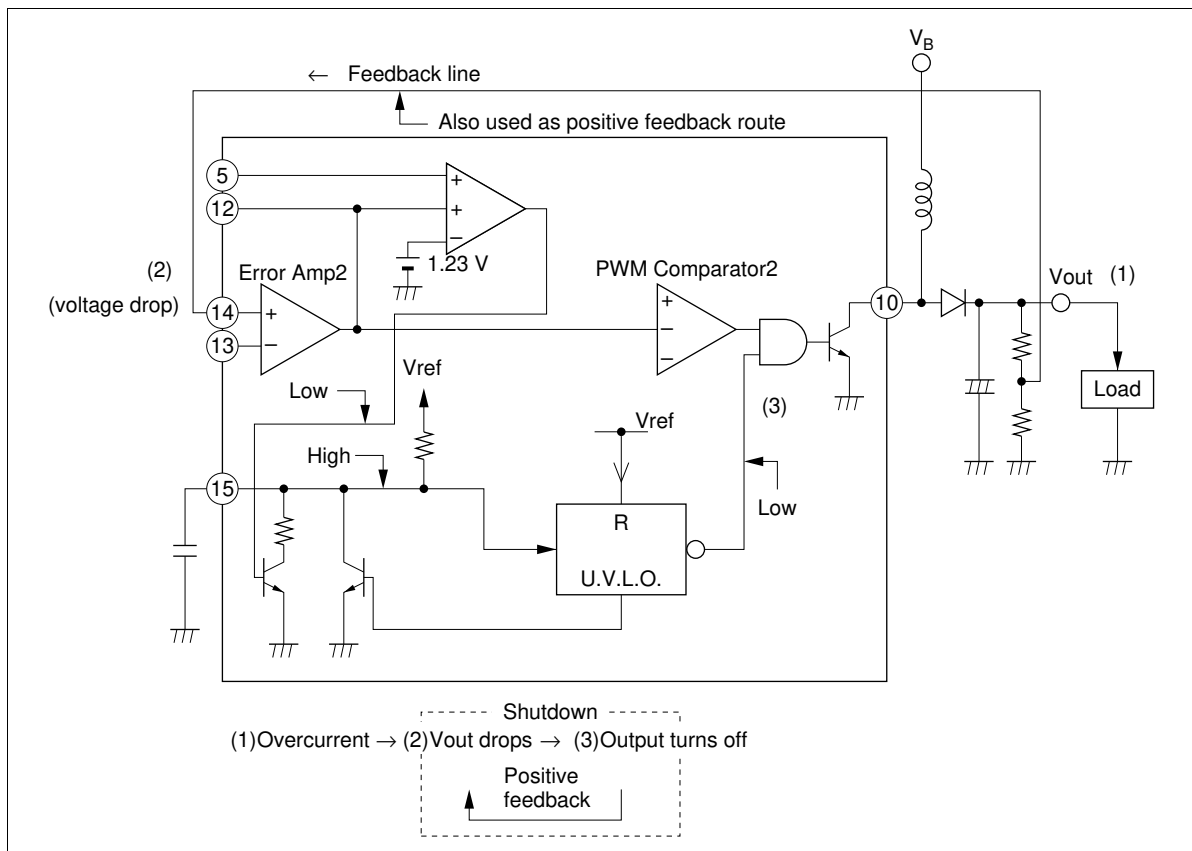 V_B
← Feedback line
Also used as positive feedback route
5
+
12
+
−
1.23 V
(2)
(voltage drop)
Error Amp2
PWM Comparator2
14
+
13
−
+
−
−
10
Vout
(1)
Load
Vref
Low
(3)
Vref
High
15
Low
R
U.V.L.O.
Shutdown
(1)Overcurrent → (2)Vout drops → (3)Output turns off
Positive
feedback